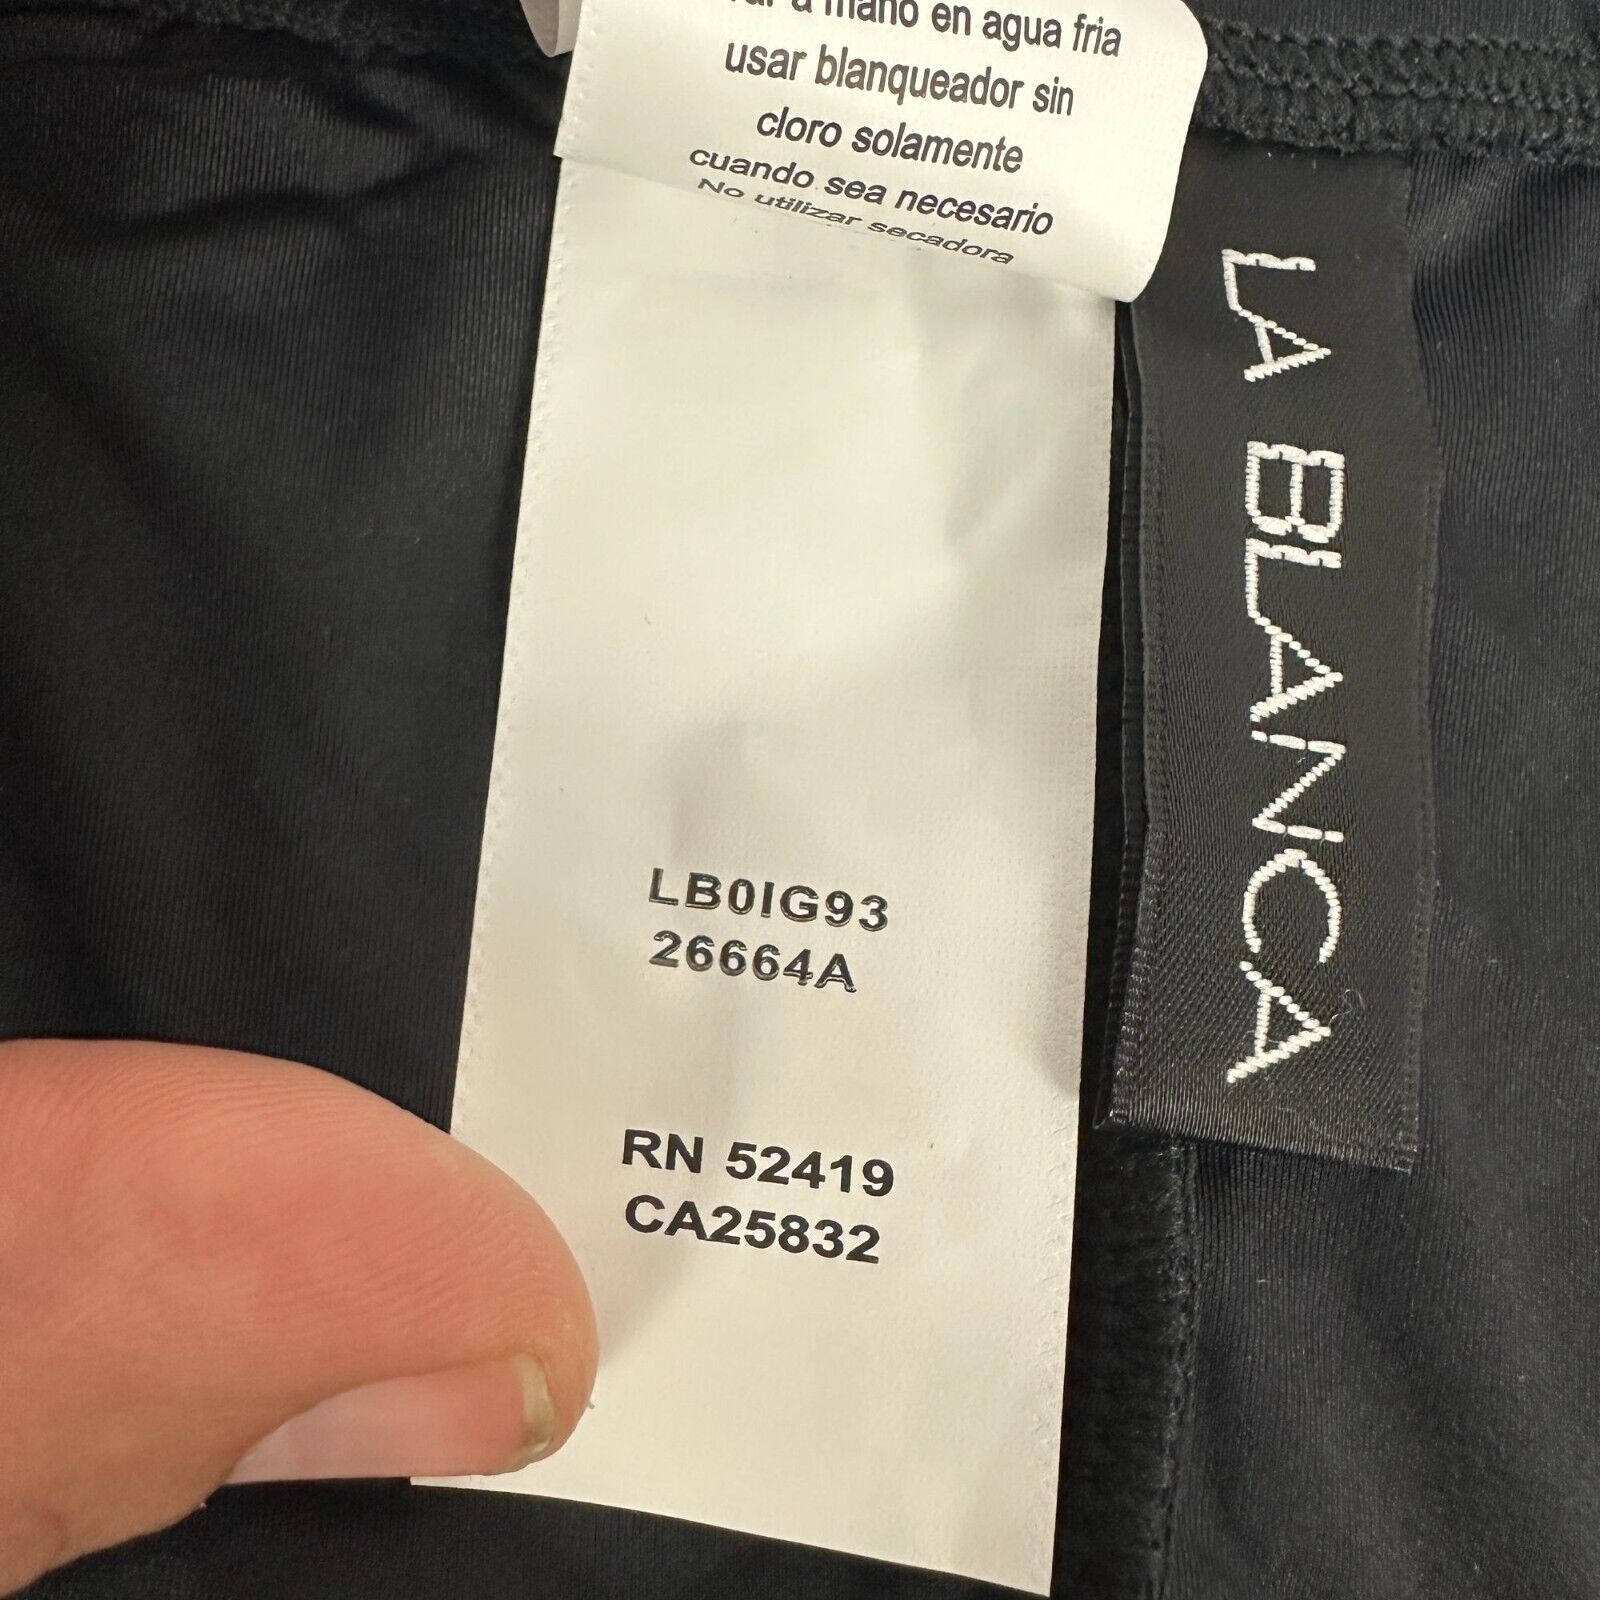 a mano en agua fria
usar blanqueador sin
cloro solamente
cuando sea necesario
No utilizar secadora
LB0IG93
26664A
RN 52419
CA25832
LA BLANCA